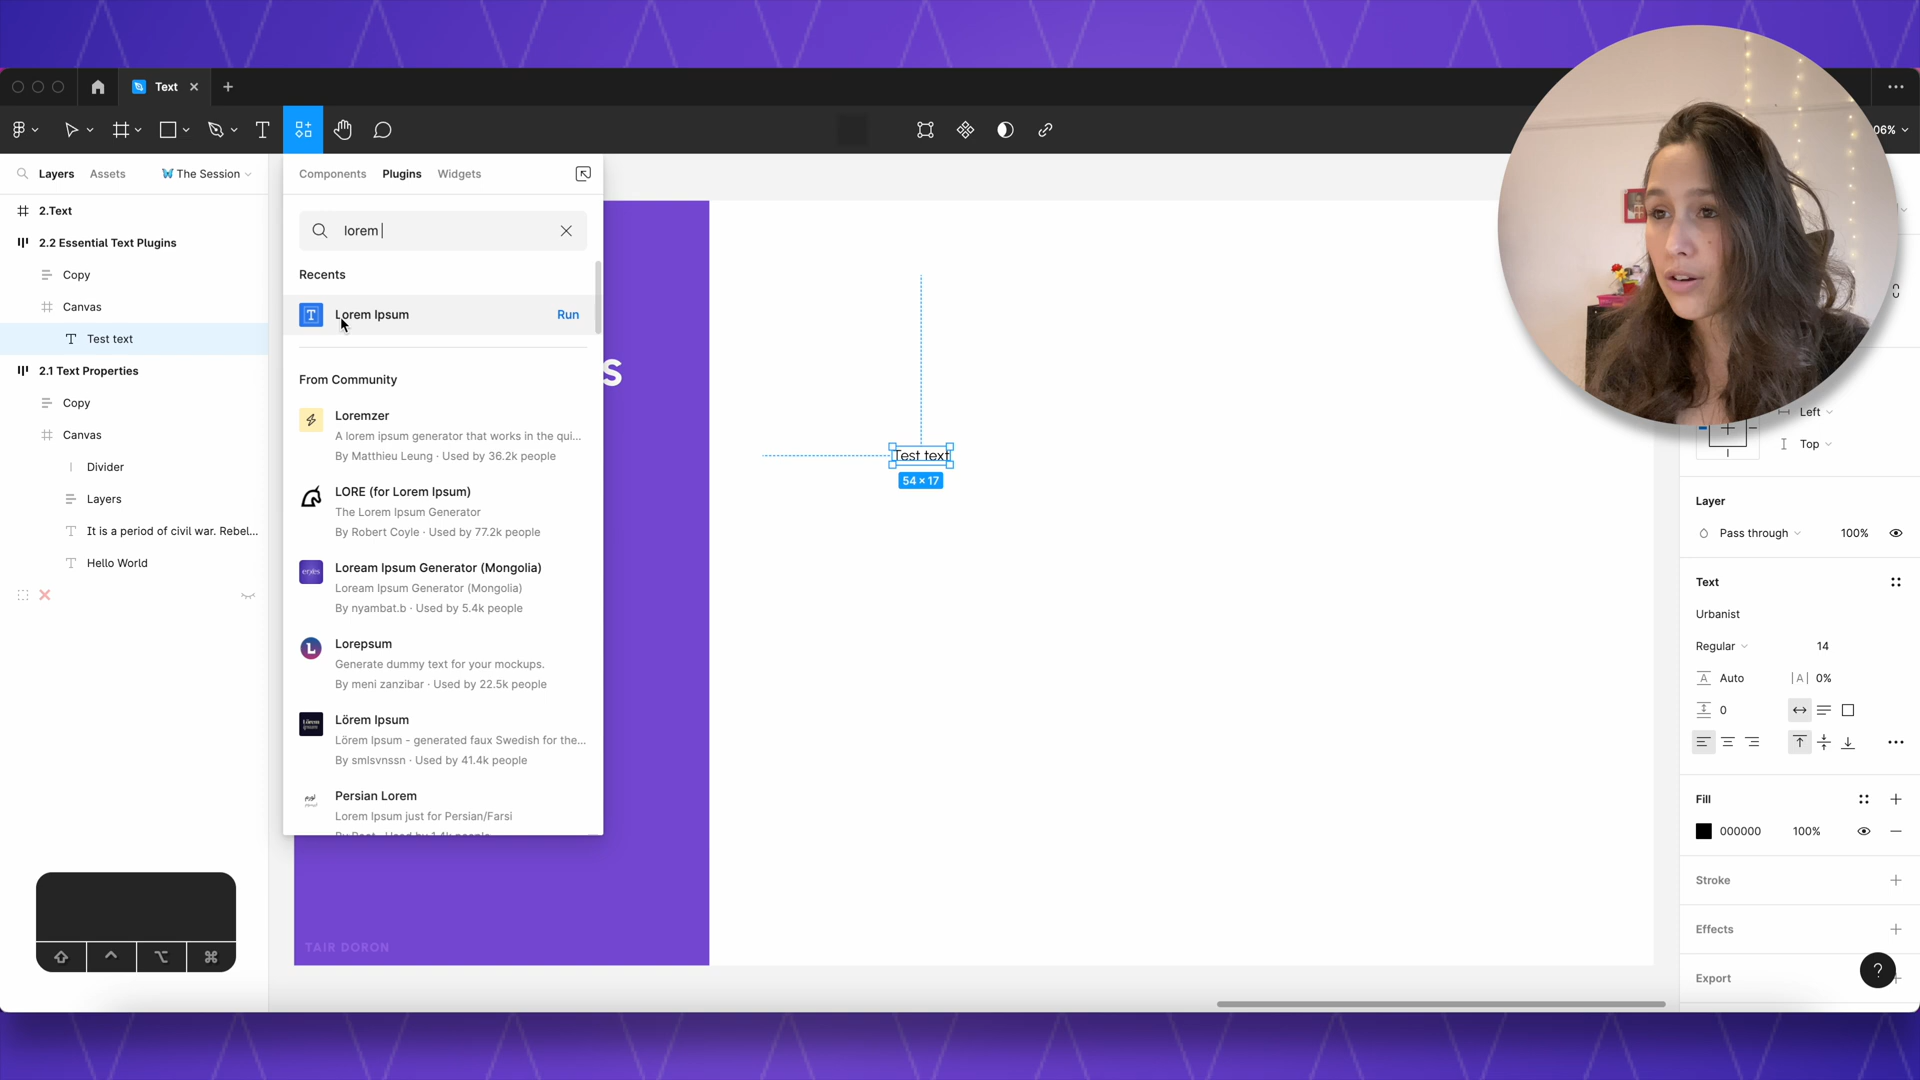 Text
06%
Layers
Assets
The Session
2.Text
2.2 Essential Text Plugins
Copy
Canvas
Test text
2.1 Text Properties
Copy
Canvas
Divider
Layers
It is a period of civil war. Rebel...
Hello World
Components
Plugins
Widgets
lorem
Recents
Lorem Ipsum
Run
From Community
Loremzer
A lorem ipsum generator that works in the qui...
By Matthieu Leung · Used by 36.2k people
LORE (for Lorem Ipsum)
The Lorem Ipsum Generator
By Robert Coyle · Used by 77.2k people
Loream Ipsum Generator (Mongolia)
Loream Ipsum Generator (Mongolia)
By nyambat.b · Used by 5.4k people
Lorepsum
Generate dummy text for your mockups.
By meni zanzibar · Used by 22.5k people
Lörem Ipsum
Lörem Ipsum - generated faux Swedish for the...
By smlsvnssn · Used by 41.4k people
Persian Lorem
Lorem Ipsum just for Persian/Farsi
s
TAIR DORON
Test text
54 × 17
Left
Top
Layer
Pass through
100%
Text
Urbanist
Regular
14
Auto
0%
0
Fill
000000
100%
Stroke
Effects
Export
?